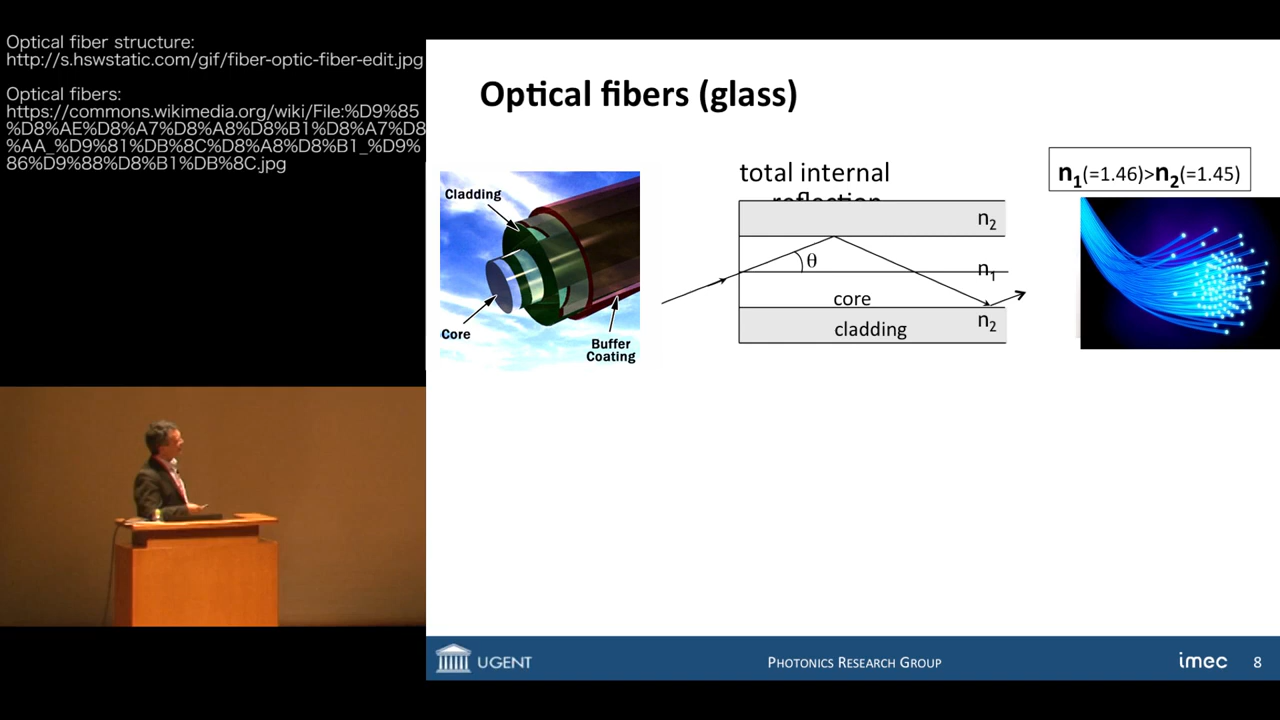 Optical fiber structure:
http://s.hswstatic.com/gif/fiber-optic-fiber-edit.jpg
Optical fibers:
https://commons.wikimedia.org/wiki/File:%D9%85
%D8%AE%D8%A7%D8%A8%D8%B1%D8%A7%D8
%AA_%D9%81%DB%8C%D8%A8%D8%B1_%D9%
86%D9%88%D8%B1%DB%8C.jpg
Optical fibers (glass)
Cladding
Core
Buffer
Coating
total internal
reflection
n2
θ
n1
core
n2
cladding
n1(=1.46)>n2(=1.45)
UGENT
PHOTONICS RESEARCH GROUP
imec
8